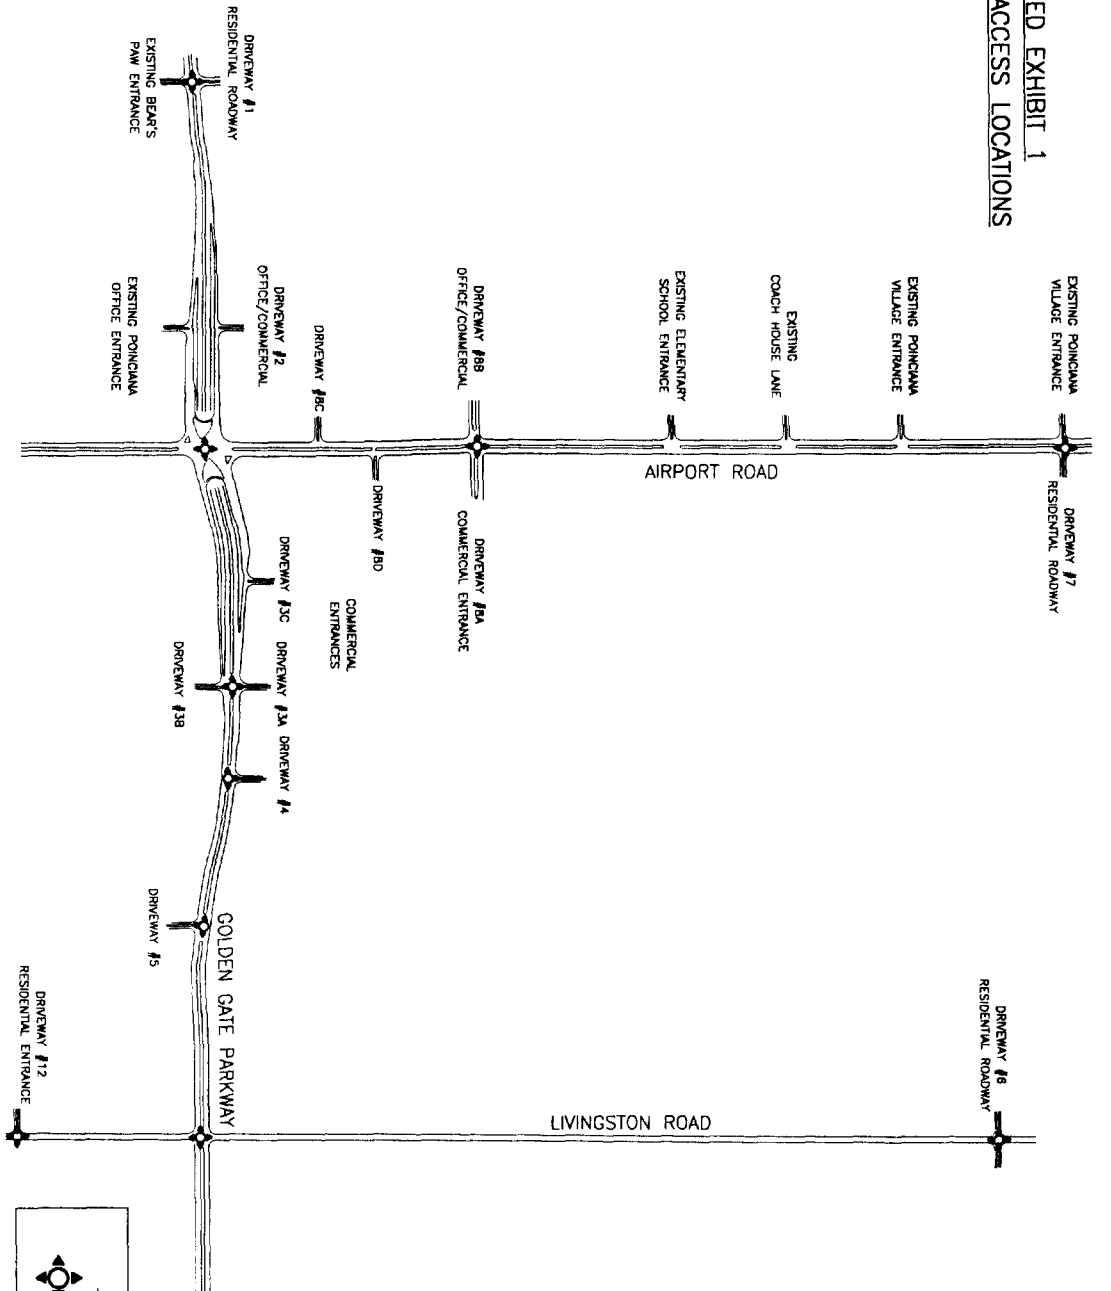 ED EXHIBIT 1
ACCESS LOCATIONS
DRIVEWAY #1
RESIDENTIAL ROADWAY
EXISTING BEAR'S
PAW ENTRANCE
DRIVEWAY #2
OFFICE/COMMERCIAL
EXISTING POINCIANA
OFFICE ENTRANCE
DRIVEWAY #8C
DRIVEWAY #8B
OFFICE/COMMERCIAL
EXISTING ELEMENTARY
SCHOOL ENTRANCE
EXISTING
COACH HOUSE LANE
EXISTING POINCIANA
VILLAGE ENTRANCE
EXISTING POINCIANA
VILLAGE ENTRANCE
AIRPORT ROAD
DRIVEWAY #7
RESIDENTIAL ROADWAY
DRIVEWAY #8D
DRIVEWAY #8A
COMMERCIAL ENTRANCE
COMMERCIAL
ENTRANCES
DRIVEWAY #3C
DRIVEWAY #3A
DRIVEWAY #3B
DRIVEWAY #4
DRIVEWAY #5
GOLDEN GATE PARKWAY
DRIVEWAY #12
RESIDENTIAL ENTRANCE
DRIVEWAY #6
RESIDENTIAL ROADWAY
LIVINGSTON ROAD